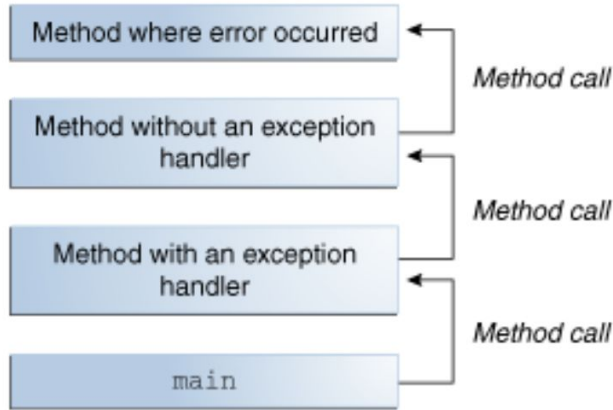 Method where error occurred
Method call
Method without an exception
handler
Method call
Method with an exception
handler
Method call
main